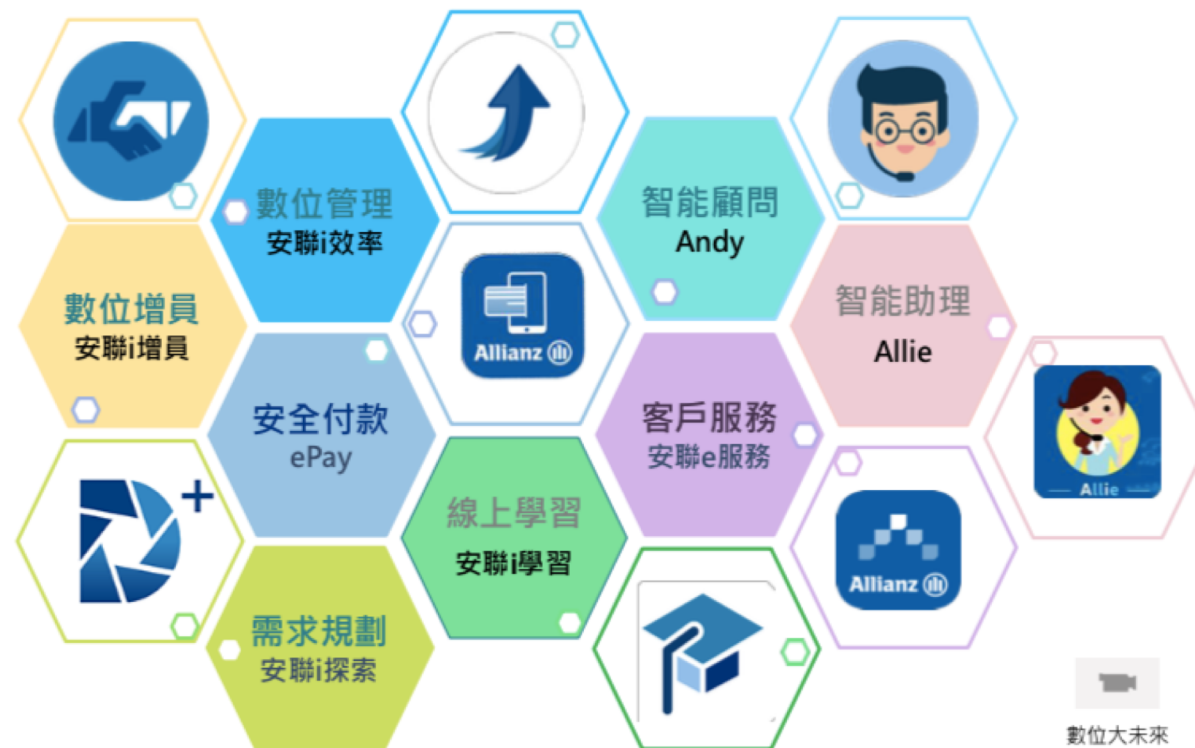 數位管理
安聯i效率
智能顧問
Andy
數位增員
安聯i增員
Allianz
智能助理
Allie
安全付款
ePay
客戶服務
安聯e服務
Allie
線上學習
安聯i學習
D+
Allianz
需求規劃
安聯i探索
數位大未來